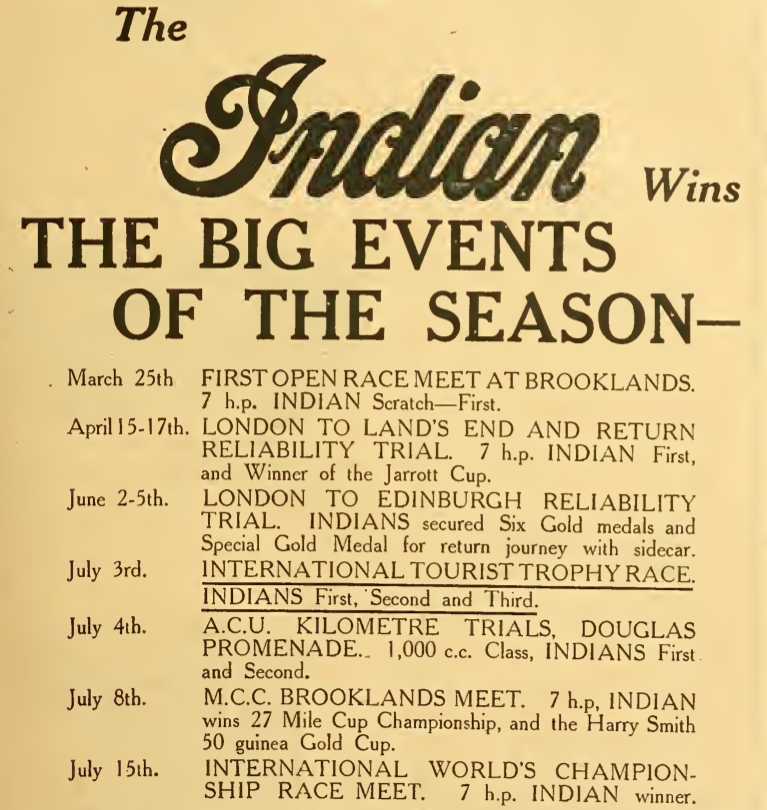 The
Indian
Wins
THE BIG EVENTS
OF THE SEASON—
March 25th FIRST OPEN RACE MEET AT BROOKLANDS.
7 h.p. INDIAN Scratch—First.
April 15-17th. LONDON TO LAND'S END AND RETURN
RELIABILITY TRIAL. 7 h.p. INDIAN First,
and Winner of the Jarrott Cup.
June 2-5th. LONDON TO EDINBURGH RELIABILITY
TRIAL. INDIANS secured Six Gold medals and
Special Gold Medal for return journey with sidecar.
July 3rd. INTERNATIONAL TOURIST TROPHY RACE.
INDIANS First, Second and Third.
July 4th. A.C.U. KILOMETRE TRIALS, DOUGLAS
PROMENADE. 1,000 c.c. Class, INDIANS First
and Second.
July 8th. M.C.C. BROOKLANDS MEET. 7 h.p, INDIAN
wins 27 Mile Cup Championship, and the Harry Smith
50 guinea Gold Cup.
July 15th. INTERNATIONAL WORLD'S CHAMPION-
SHIP RACE MEET. 7 h.p. INDIAN winner.